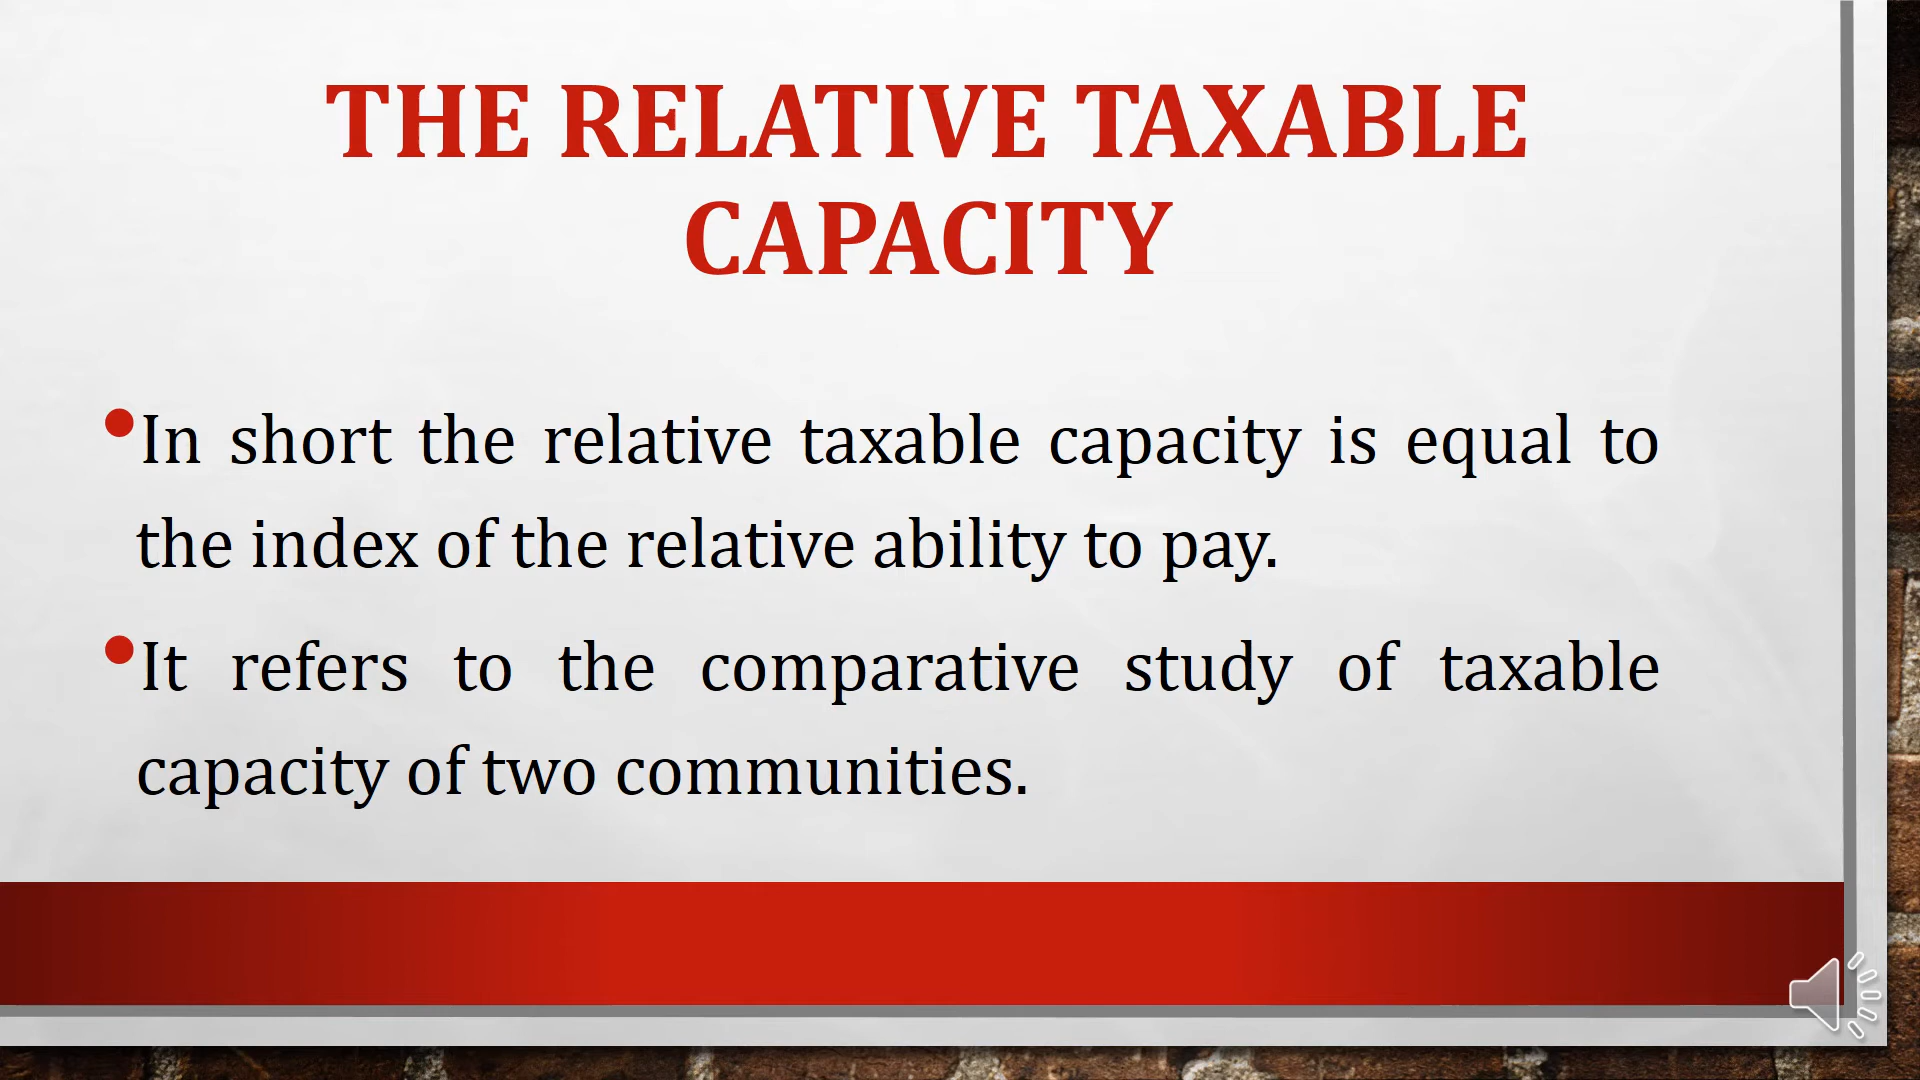 THE RELATIVE TAXABLE
CAPACITY
•In short the relative taxable capacity is equal to
the index of the relative ability to pay.
•It refers to the comparative study of taxable
capacity of two communities.